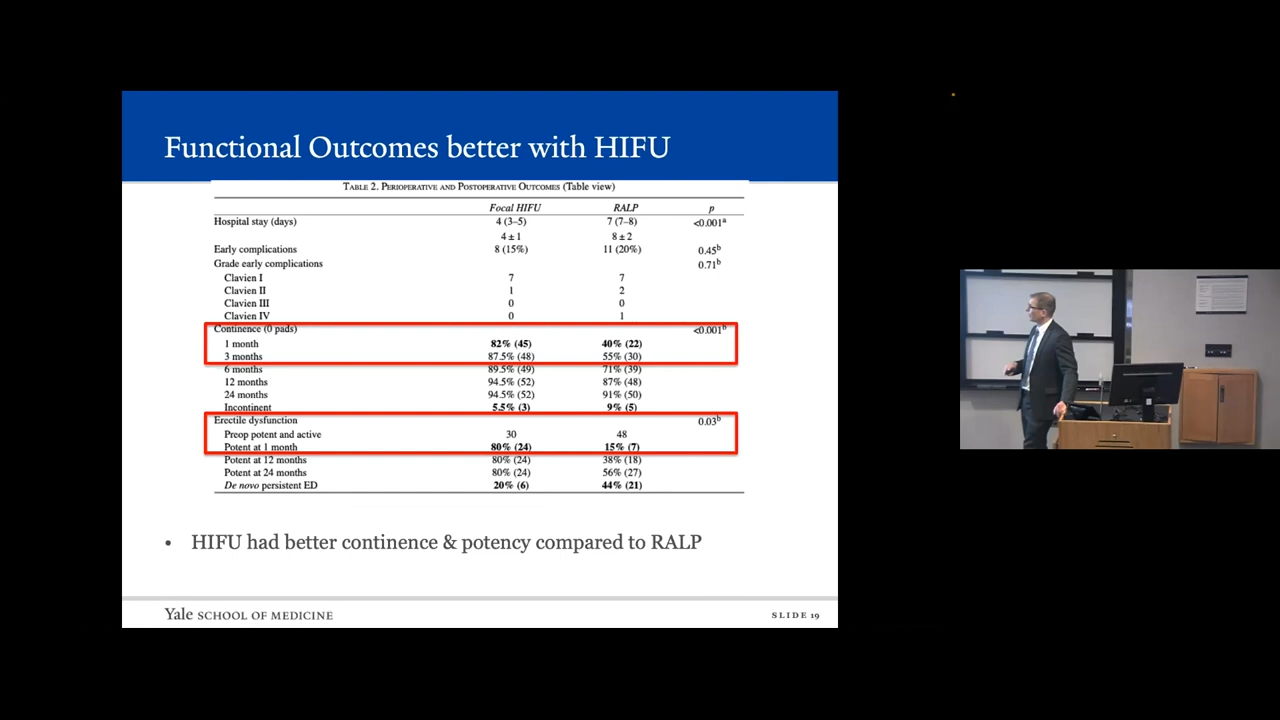 Functional Outcomes better with HIFU
TABLE 2. PERIOPERATIVE AND POSTOPERATIVE OUTCOMES (Table view)
Focal HIFU RALP p
Hospital stay (days) 4 (3–5) 7 (7–8) <0.001a
4 ± 1 8 ± 2
Early complications 8 (15%) 11 (20%) 0.45b
Grade early complications 0.71b
Clavien I 7 7
Clavien II 1 2
Clavien III 0 0
Clavien IV 0 1
Continence (0 pads) <0.001b
1 month 82% (45) 40% (22)
3 months 87.5% (48) 55% (30)
6 months 89.5% (49) 71% (39)
12 months 94.5% (52) 87% (48)
24 months 94.5% (52) 91% (50)
Incontinent 5.5% (3) 9% (5)
Erectile dysfunction 0.03b
Preop potent and active 30 48
Potent at 1 month 80% (24) 15% (7)
Potent at 12 months 80% (24) 38% (18)
Potent at 24 months 80% (24) 56% (27)
De novo persistent ED 20% (6) 44% (21)
• HIFU had better continence & potency compared to RALP
Yale SCHOOL OF MEDICINE
SLIDE 19